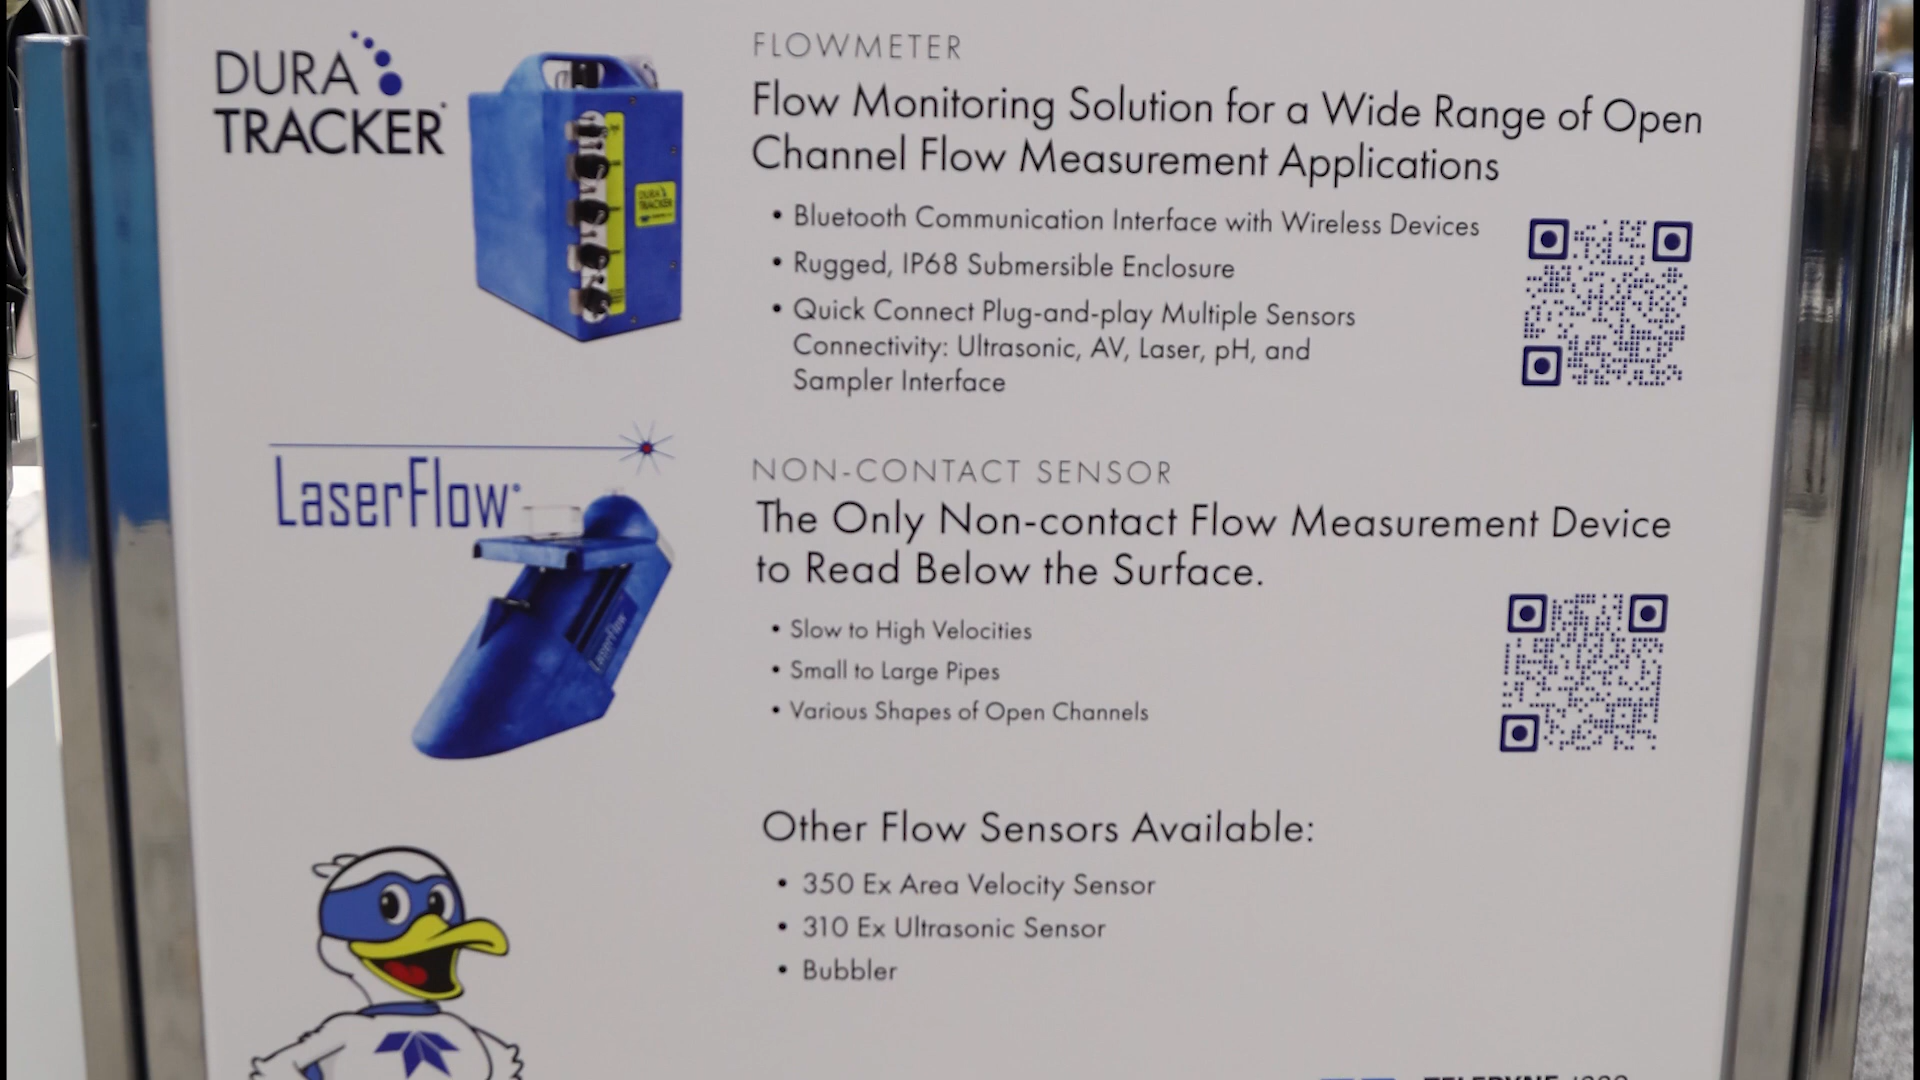 DURA
TRACKER
FLOWMETER
Flow Monitoring Solution for a Wide Range of Open
Channel Flow Measurement Applications
• Bluetooth Communication Interface with Wireless Devices
• Rugged, IP68 Submersible Enclosure
• Quick Connect Plug-and-play Multiple Sensors
Connectivity: Ultrasonic, AV, Laser, pH, and
Sampler Interface
DURA
TRACKER
LaserFlow
NON-CONTACT SENSOR
The Only Non-contact Flow Measurement Device
to Read Below the Surface.
• Slow to High Velocities
• Small to Large Pipes
• Various Shapes of Open Channels
LaserFlow
Other Flow Sensors Available:
• 350 Ex Area Velocity Sensor
• 310 Ex Ultrasonic Sensor
• Bubbler